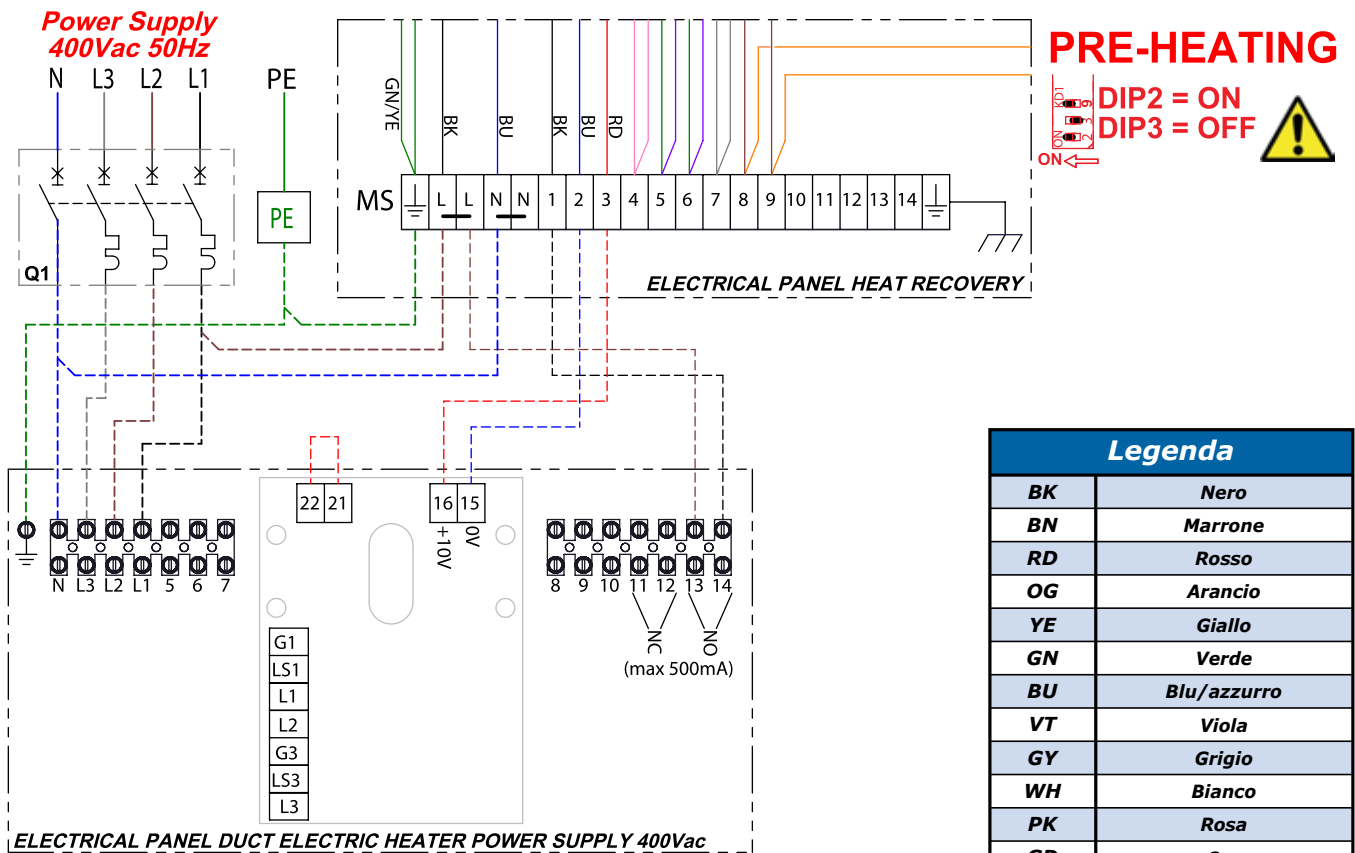 Power Supply
400Vac 50Hz
N L3 L2 L1 PE
PE
Q1
GN/YE BK BU BK BU RD
MS L L N N 1 2 3 4 5 6 7 8 9 10 11 12 13 14
ELECTRICAL PANEL HEAT RECOVERY
PRE-HEATING
KD1
ON
2 3 9
DIP2 = ON
DIP3 = OFF
ON
22 21
16 15
+10V 0V
N L3 L2 L1 5 6 7
8 9 10 11 12 13 14
NC NO
(max 500mA)
G1
LS1
L1
L2
G3
LS3
L3
ELECTRICAL PANEL DUCT ELECTRIC HEATER POWER SUPPLY 400Vac
Legenda
BK Nero
BN Marrone
RD Rosso
OG Arancio
YE Giallo
GN Verde
BU Blu/azzurro
VT Viola
GY Grigio
WH Bianco
PK Rosa